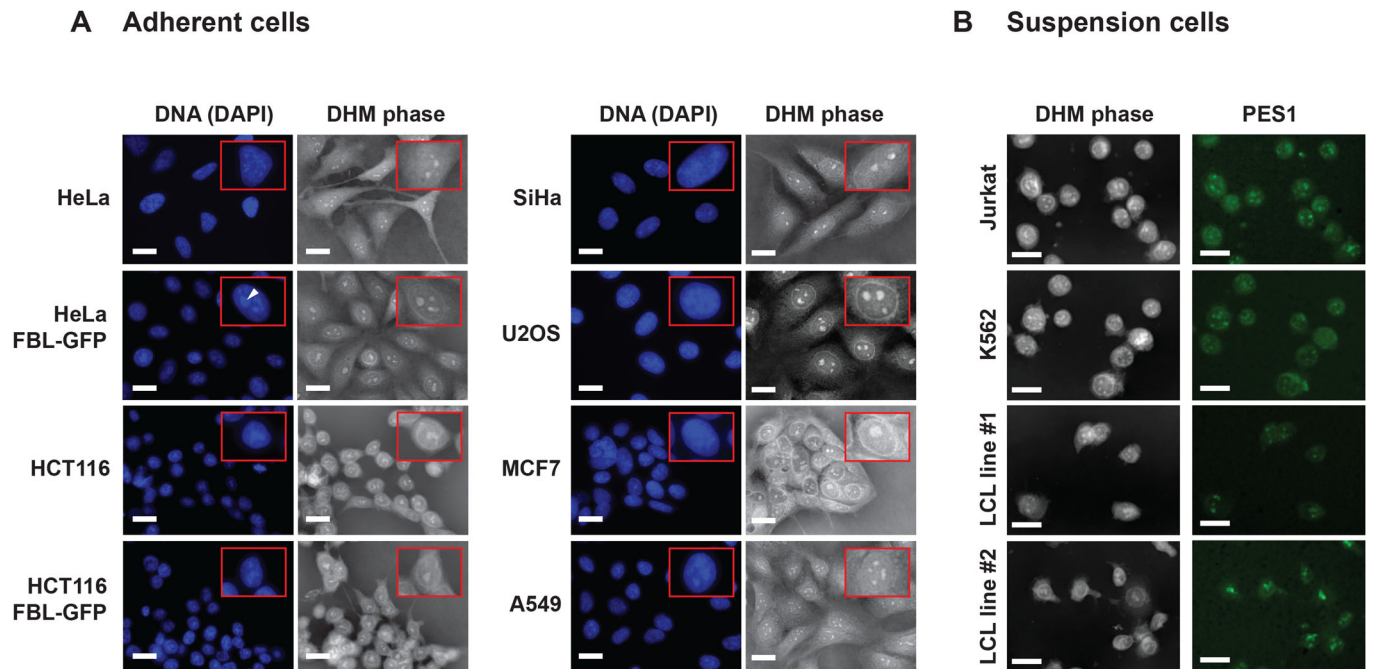 A Adherent cells
B Suspension cells
DNA (DAPI)
DHM phase
DNA (DAPI)
DHM phase
DHM phase
PES1
HeLa
HeLa
FBL-GFP
HCT116
HCT116
FBL-GFP
SiHa
U2OS
MCF7
A549
Jurkat
K562
LCL line #1
LCL line #2